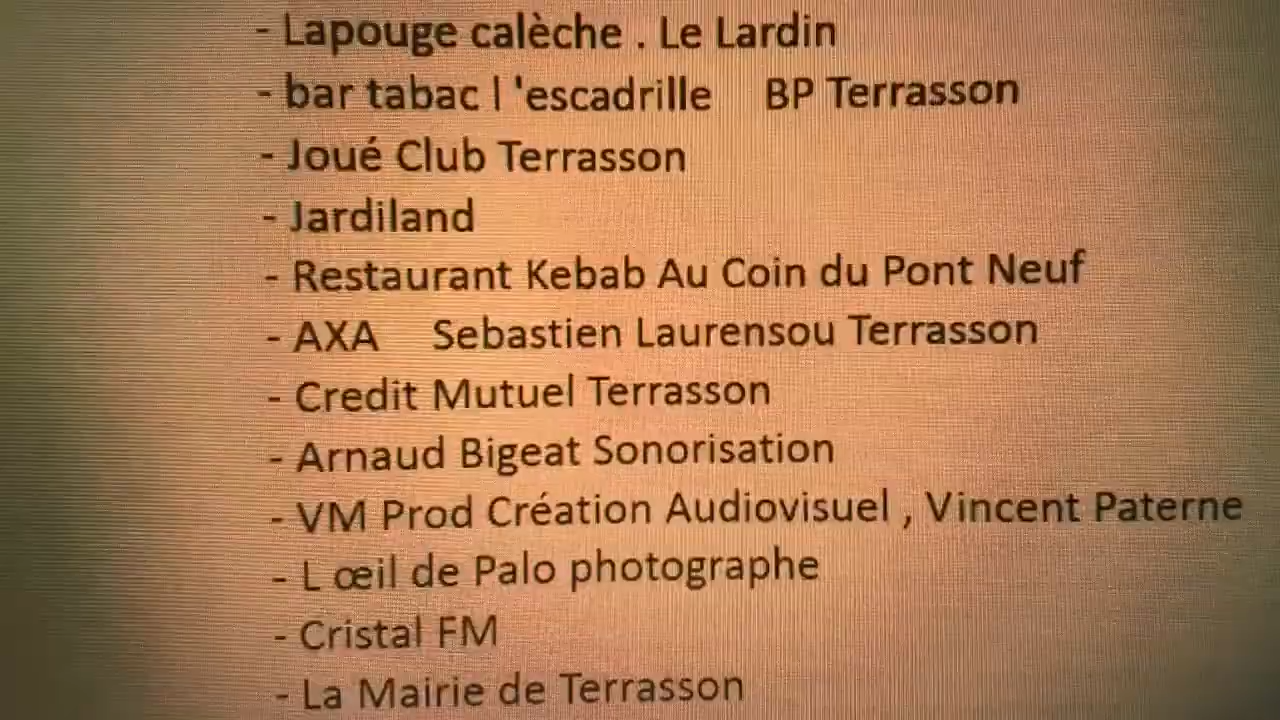 - Lapouge calèche . Le Lardin
- bar tabac l 'escadrille BP Terrasson
- Joué Club Terrasson
- Jardiland
- Restaurant Kebab Au Coin du Pont Neuf
- AXA Sebastien Laurensou Terrasson
- Credit Mutuel Terrasson
- Arnaud Bigeat Sonorisation
- VM Prod Création Audiovisuel , Vincent Paterne
- L œil de Palo photographe
- Cristal FM
- La Mairie de Terrasson